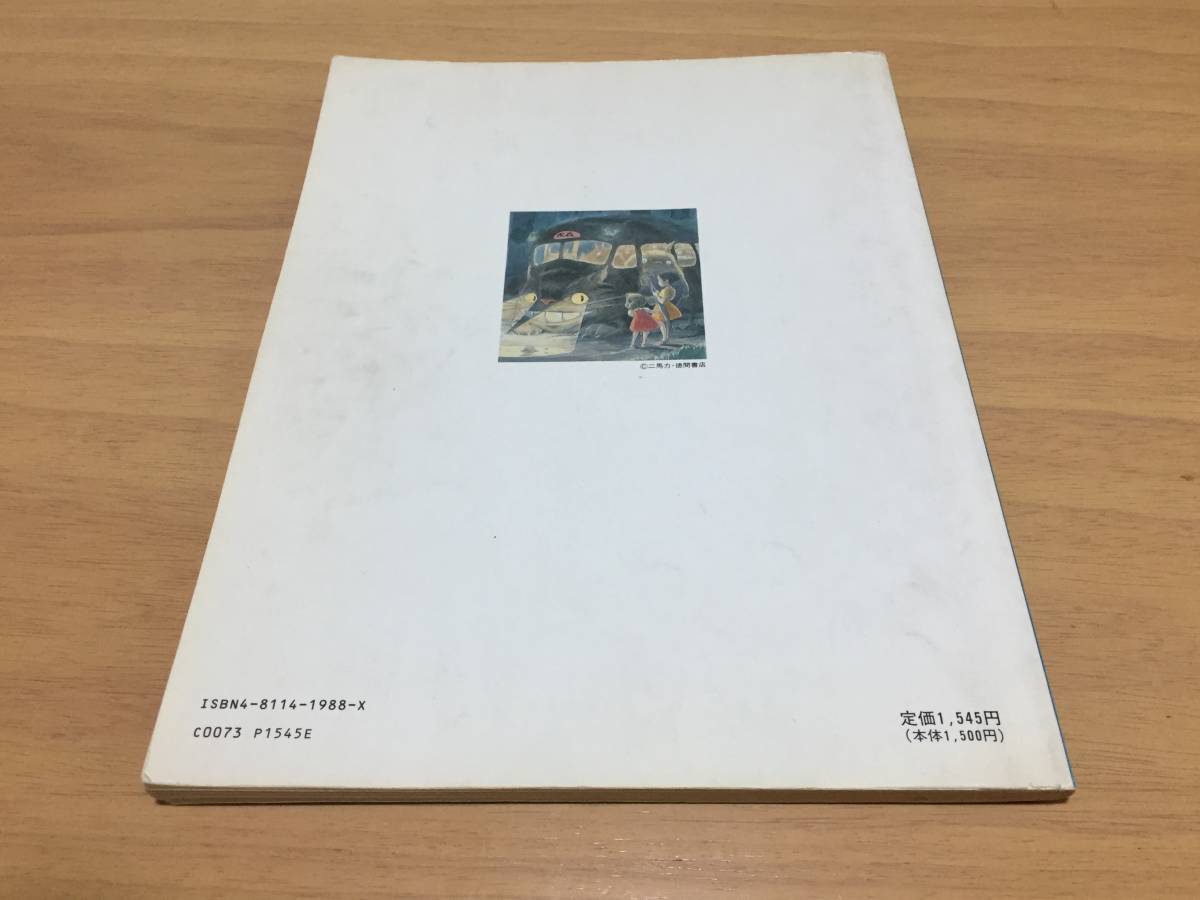 ©二馬力・徳間書店
ISBN4-8114-1988-X
C0073 P1545E
定価1,545円
(本体1,500円)